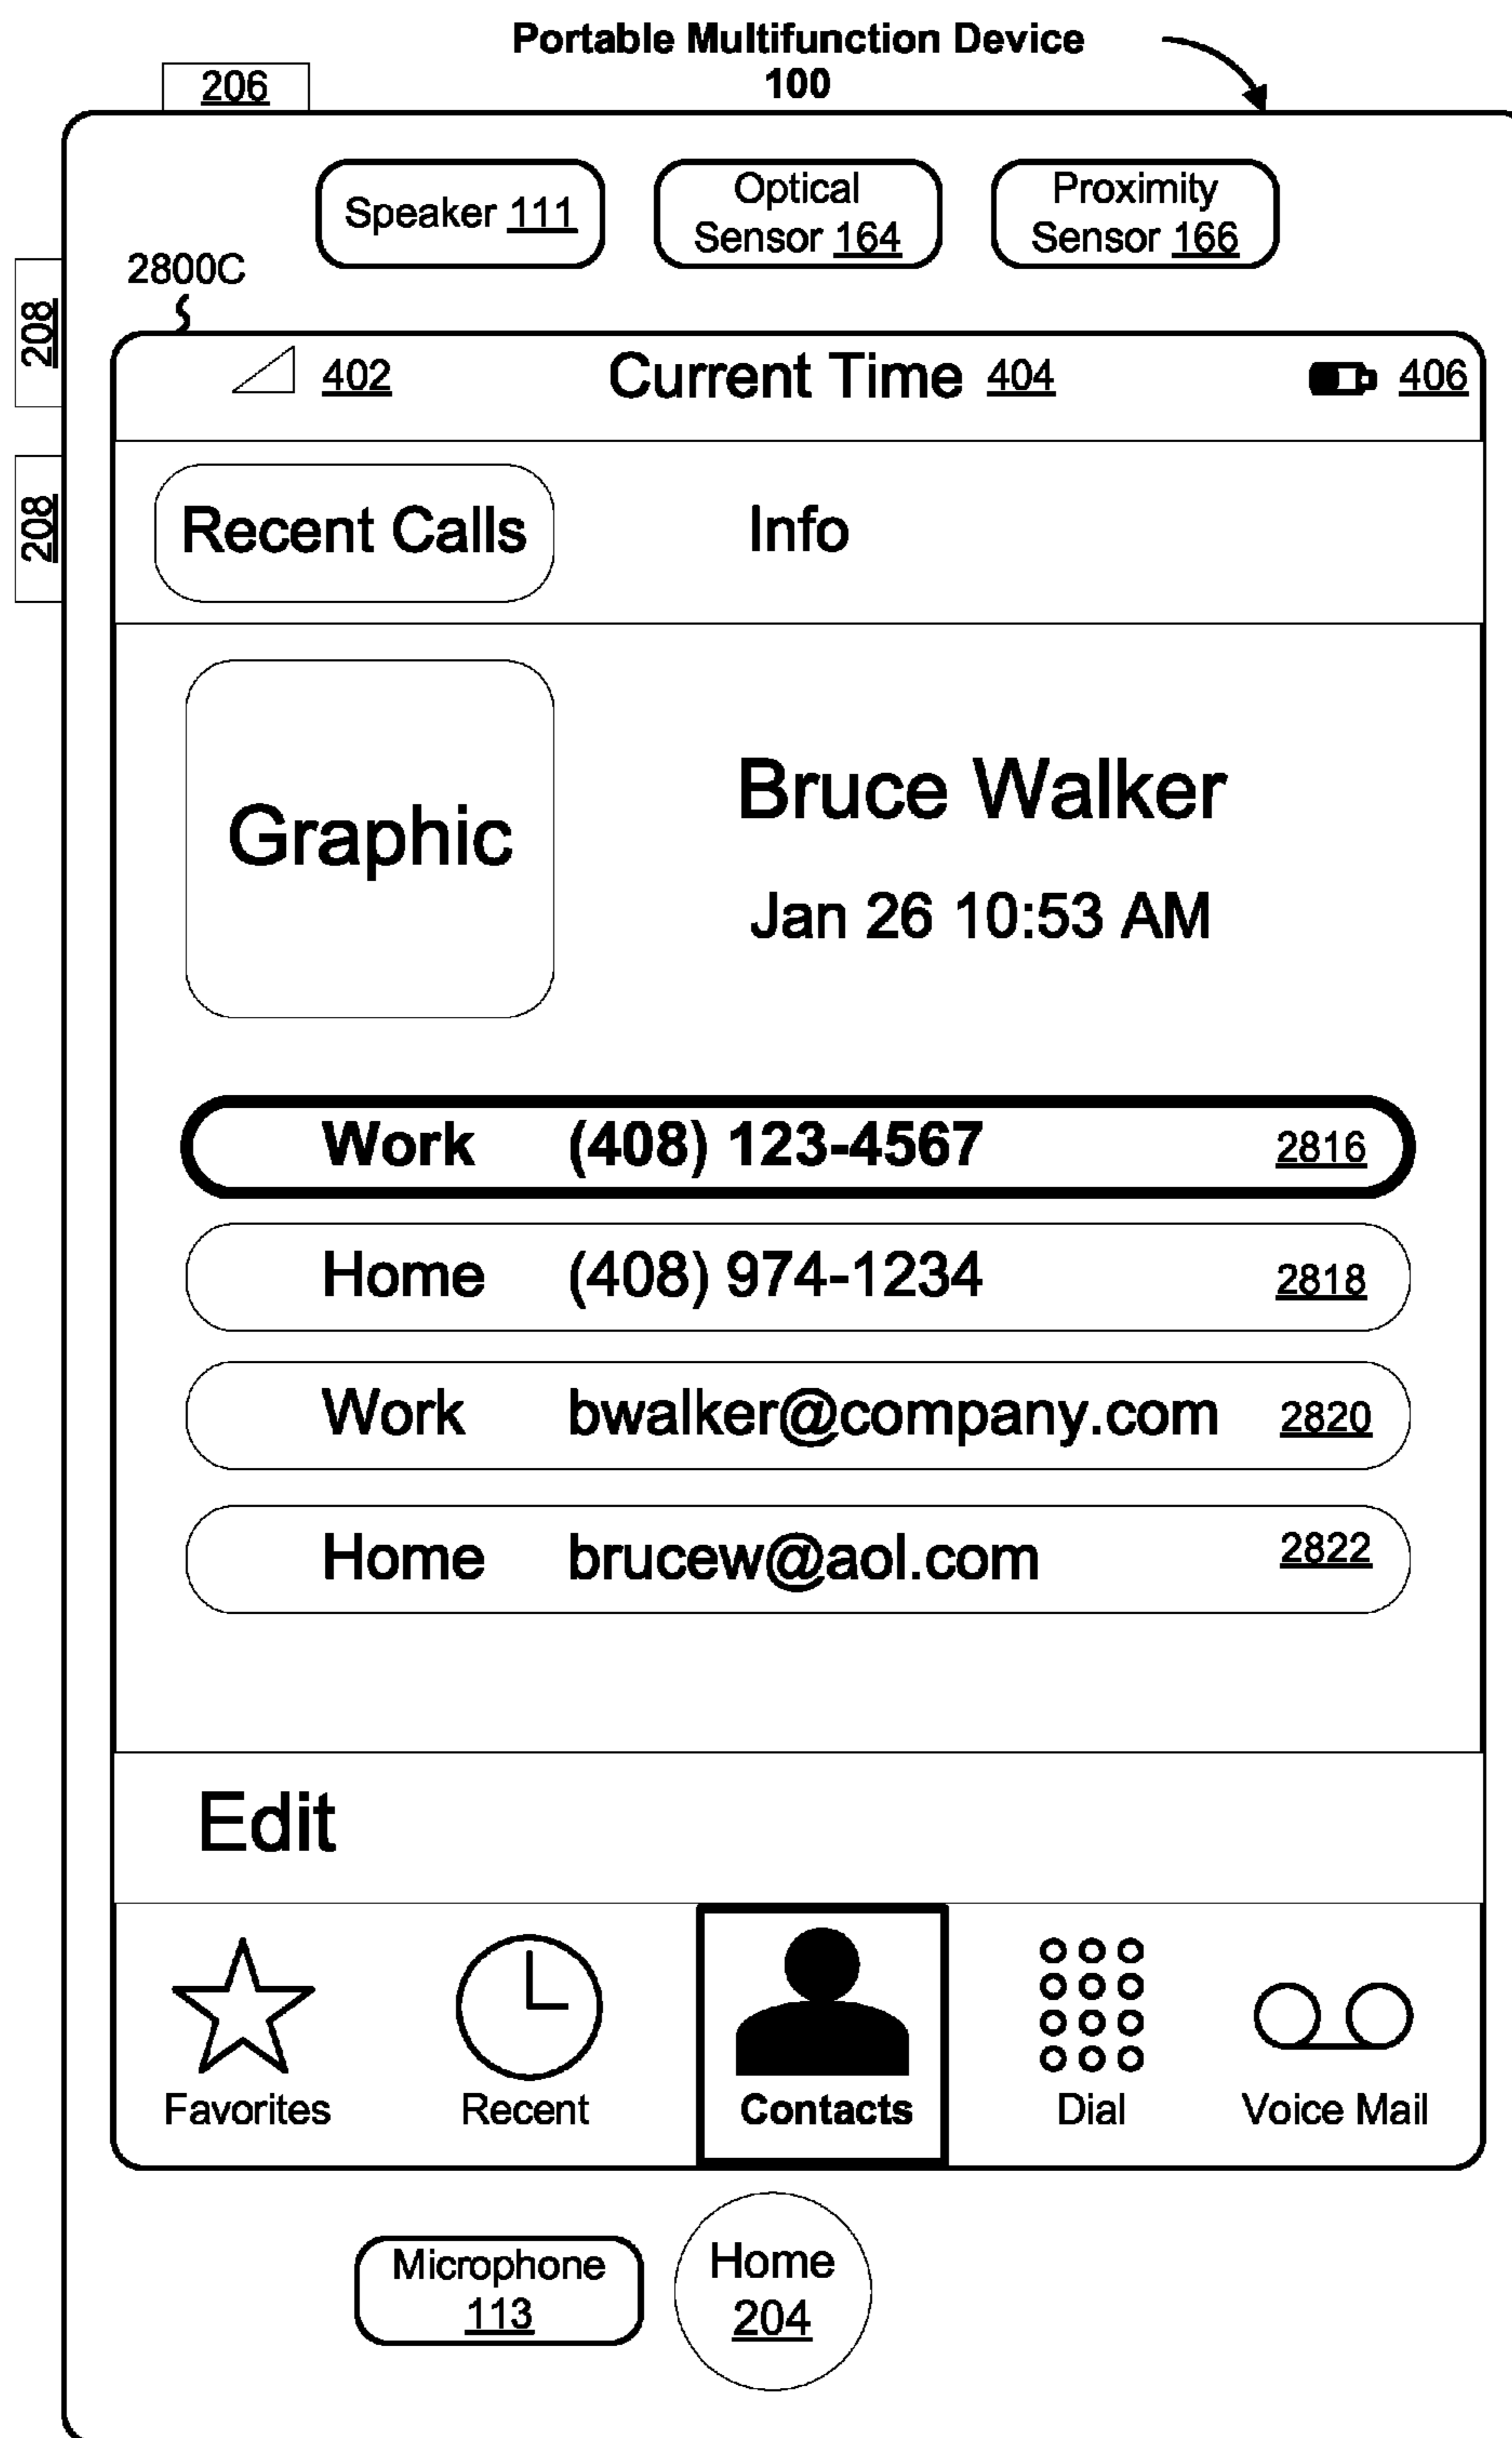 Portable Multifunction Device
100
206
Speaker 111
Optical
Sensor 164
Proximity
Sensor 166
2800C
208
208
402 Current Time 404 406
Recent Calls Info
Graphic
Bruce Walker
Jan 26 10:53 AM
Work (408) 123-4567 2816
Home (408) 974-1234 2818
Work bwalker@company.com 2820
Home brucew@aol.com 2822
Edit
Favorites Recent Contacts Dial Voice Mail
Microphone
113
Home
204